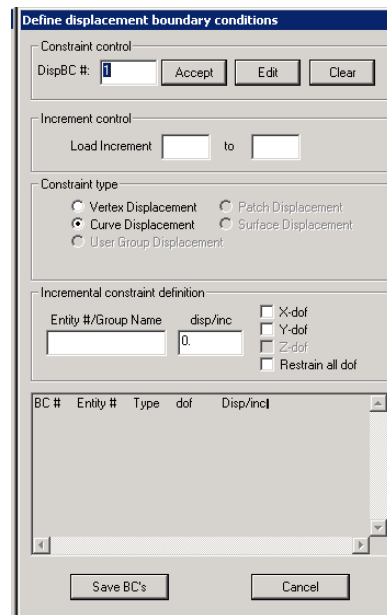 Define displacement boundary conditions
Constraint control
DispBC #: 1 Accept Edit Clear
Increment control
Load Increment to
Constraint type
Vertex Displacement Patch Displacement
Curve Displacement Surface Displacement
User Group Displacement
Incremental constraint definition
Entity #/Group Name disp/inc X-dof
Y-dof
0. Z-dof
Restrain all dof
BC # Entity # Type dof Disp/inc
Save BC's Cancel